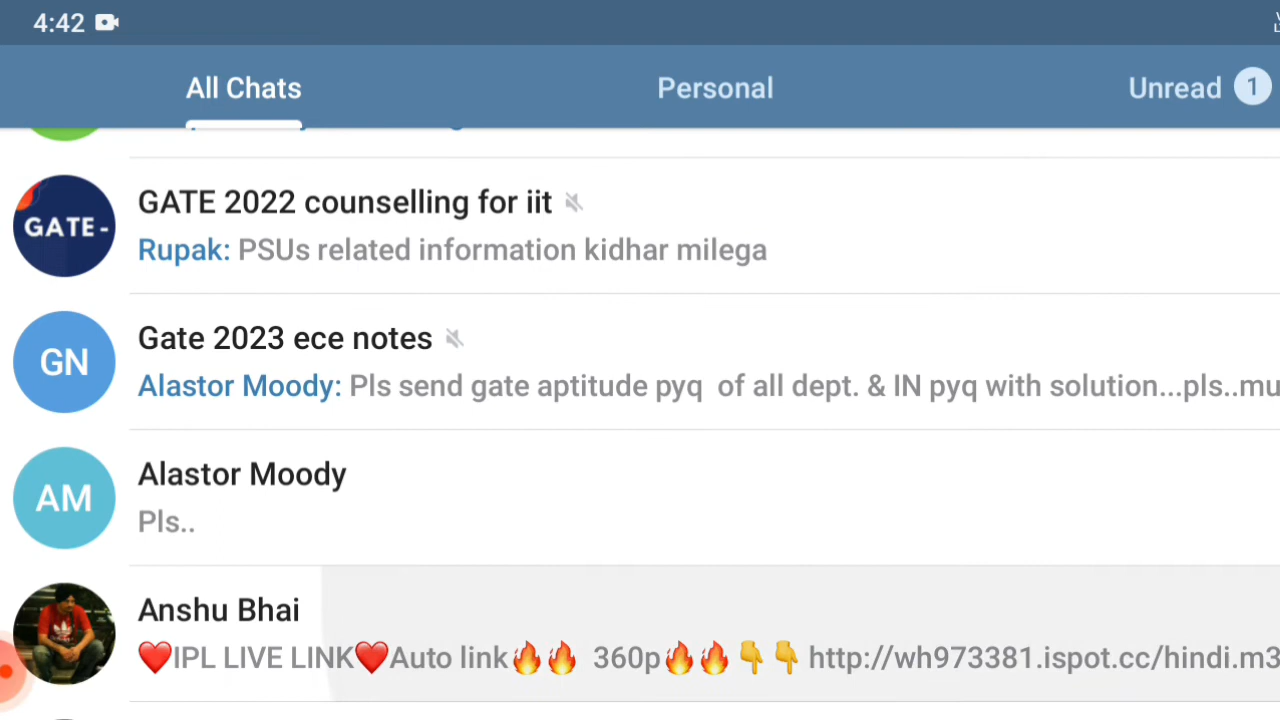 4:42
All Chats Personal Unread 1
GATE 2022 counselling for iit
GATE -
Rupak: PSUs related information kidhar milega
Gate 2023 ece notes
GN
Alastor Moody: Pls send gate aptitude pyq of all dept. & IN pyq with solution...pls..mu
Alastor Moody
AM
Pls..
Anshu Bhai
❤️IPL LIVE LINK❤️Auto link🔥🔥 360p🔥🔥👇👇 http://wh973381.ispot.cc/hindi.m3